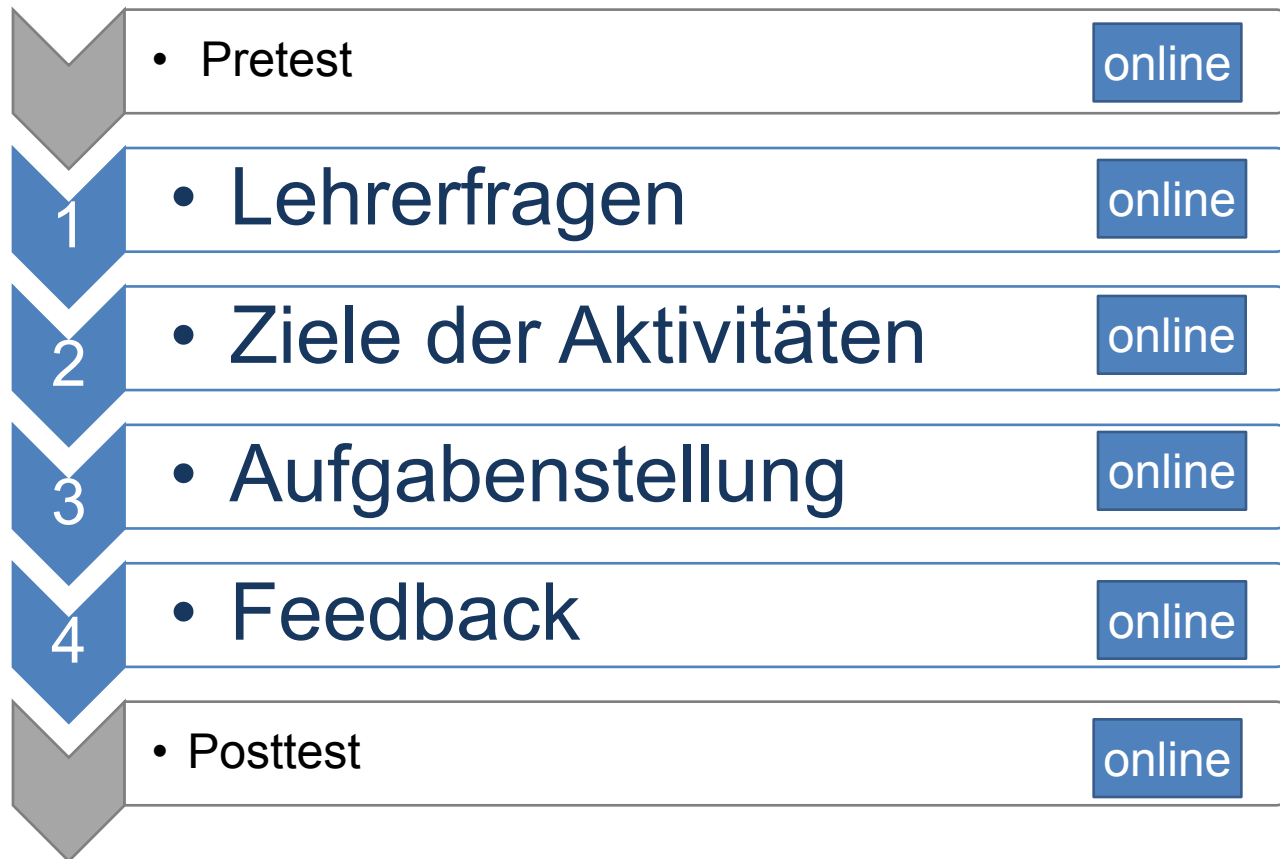 • Pretest online
1 • Lehrerfragen online
2 • Ziele der Aktivitäten online
3 • Aufgabenstellung online
4 • Feedback online
• Posttest online